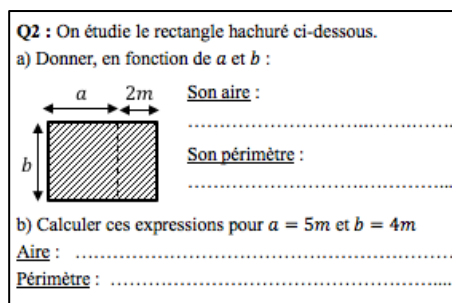 Q2 : On étudie le rectangle hachuré ci-dessous.
a) Donner, en fonction de a et b :
a 2m Son aire :
................................................
Son périmètre :
b
................................................
b) Calculer ces expressions pour a = 5m et b = 4m
Aire : ................................................................
Périmètre : ..........................................................